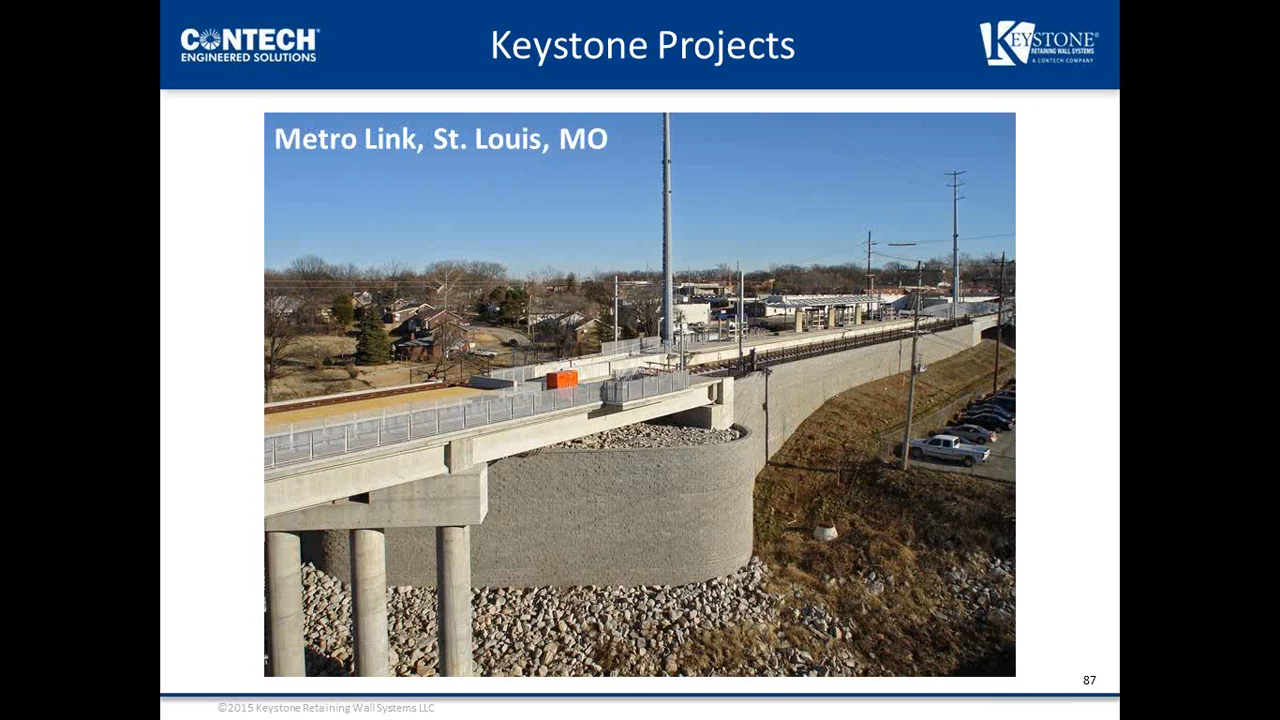 CONTECH®
ENGINEERED SOLUTIONS
Keystone Projects
KEYSTONE®
RETAINING WALL SYSTEMS
A CONTECH COMPANY
Metro Link, St. Louis, MO
87
©2015 Keystone Retaining Wall Systems LLC